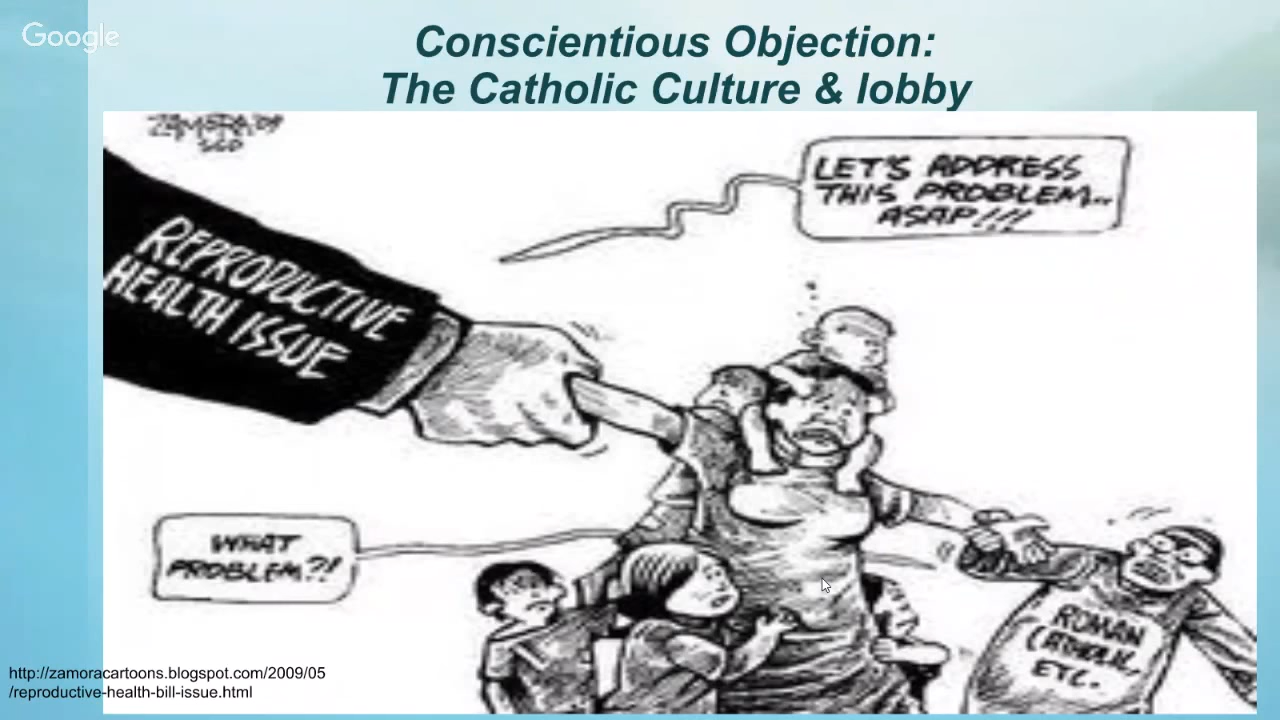 Google
Conscientious Objection:
The Catholic Culture & lobby
ZAMORA '09
LET'S ADDRESS
THIS PROBLEM..
ASAP!!!
REPRODUCTIVE
HEALTH ISSUE
WHAT
PROBLEM?!
ROMAN
CATHOLIC,
ETC.
http://zamoracartoons.blogspot.com/2009/05
/reproductive-health-bill-issue.html